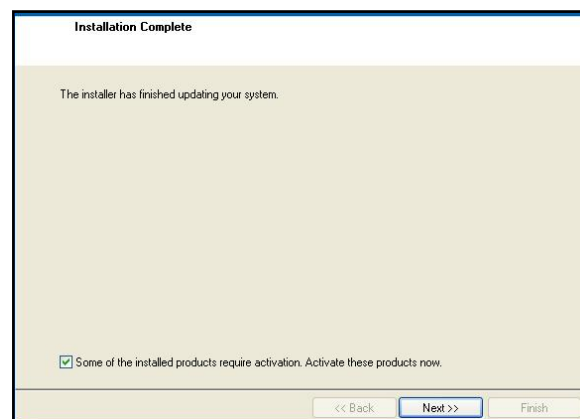 Installation Complete
The installer has finished updating your system.
Some of the installed products require activation. Activate these products now.
<< Back Next >> Finish